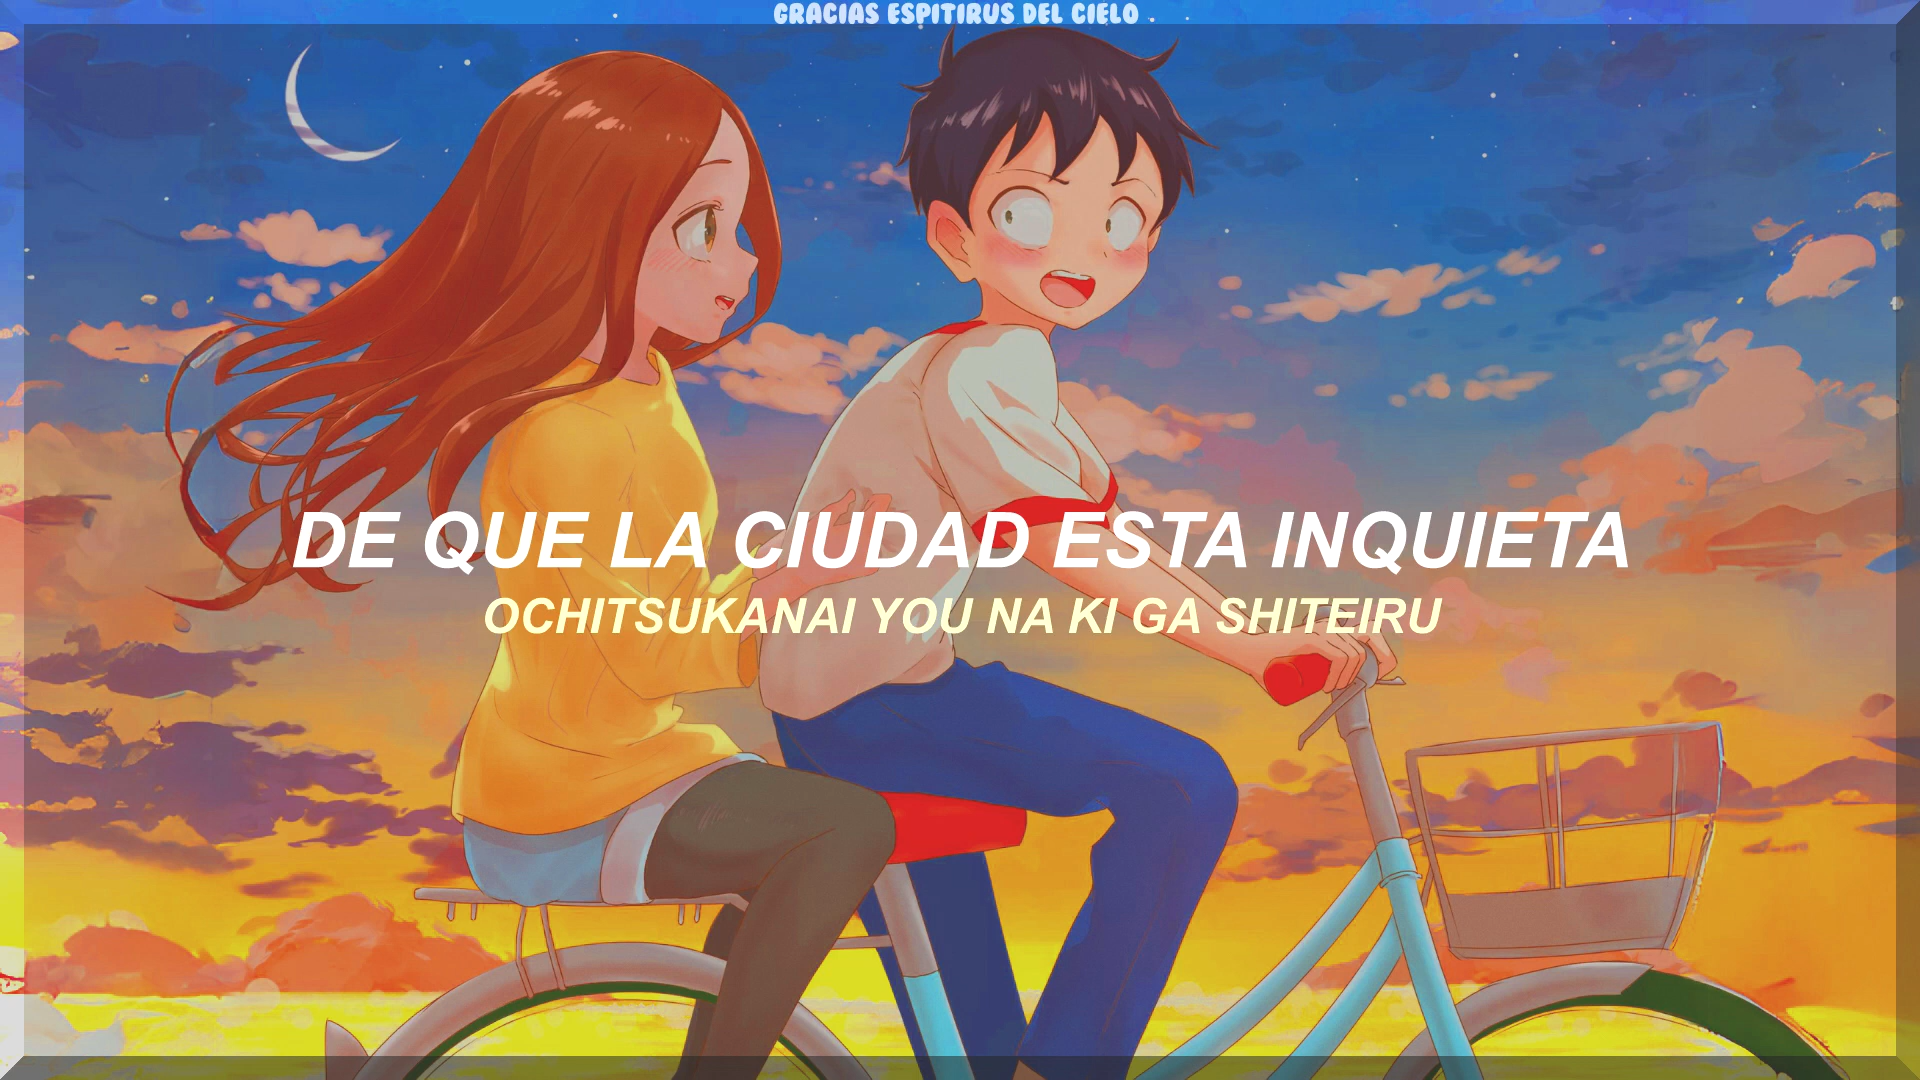 GRACIAS ESPITIRUS DEL CIELO
DE QUE LA CIUDAD ESTA INQUIETA
OCHITSUKANAI YOU NA KI GA SHITEIRU